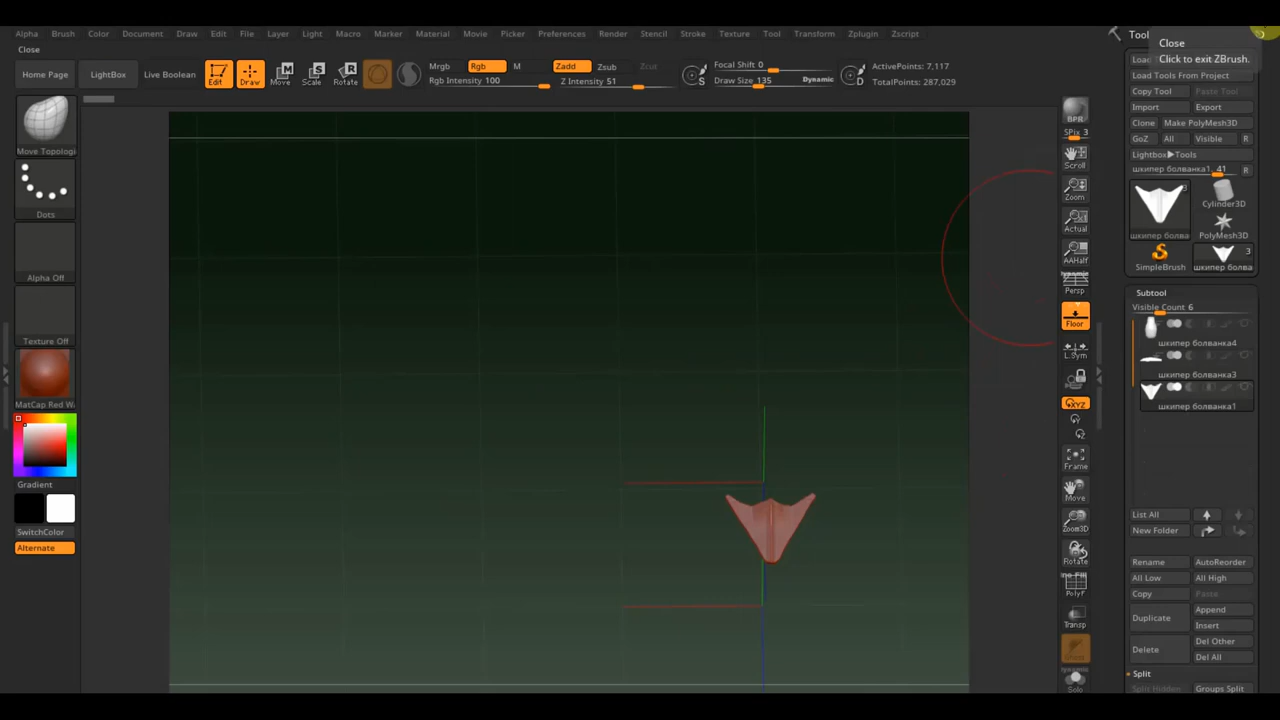 Alpha Brush Color Document Draw Edit File Layer Light Macro Marker Material Movie Picker Preferences Render Stencil Stroke Texture Tool Transform Zplugin Zscript
Tool
Close
Close
Click to exit ZBrush.
Home Page
LightBox
Live Boolean
Edit
Draw
Move
Scale
Rotate
Mrgb
Rgb
M
Rgb Intensity 100
Zadd
Zsub
Zcut
Z Intensity 51
S
Focal Shift 0
Draw Size 135
Dynamic
D
ActivePoints: 7,117
TotalPoints: 287,029
Move Topologi
Dots
Alpha Off
Texture Off
MatCap Red Wa
Gradient
SwitchColor
Alternate
BPR
SPix 3
Scroll
Zoom
Actual
AAHalf
Dynamic
Persp
Floor
L.Sym
XYZ
Y
Z
Frame
Move
Zoom3D
Rotate
Line Fill
PolyF
Transp
Dynamic
Solo
Load Tools From Project
Copy Tool Paste Tool
Import Export
Clone Make PolyMesh3D
GoZ All Visible R
Lightbox▶Tools
шкипер болванка1. 41 R
3
шкипер болва
Cylinder3D
PolyMesh3D
SimpleBrush
3
шкипер болва
Subtool
Visible Count 6
шкипер болванка4
шкипер болванка3
шкипер болванка1
List All
New Folder
Rename AutoReorder
All Low All High
Copy Paste
Duplicate
Append
Insert
Delete
Del Other
Del All
Split
Split Hidden Groups Split